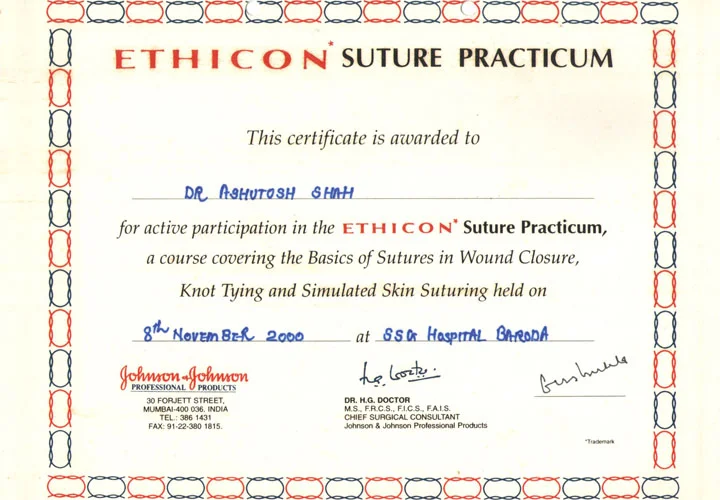 ETHICON* SUTURE PRACTICUM
This certificate is awarded to
DR ASHUTOSH SHAH
for active participation in the ETHICON* Suture Practicum,
a course covering the Basics of Sutures in Wound Closure,
Knot Tying and Simulated Skin Suturing held on
8th NOVEMBER 2000 at SSG HOSPITAL BARODA
Johnson & Johnson
PROFESSIONAL PRODUCTS
30 FORJETT STREET,
MUMBAI-400 036. INDIA
TEL.: 386 1431
FAX: 91-22-380 1815.
DR. H.G. DOCTOR
M.S., F.R.C.S., F.I.C.S., F.A.I.S.
CHIEF SURGICAL CONSULTANT
Johnson & Johnson Professional Products
*Trademark